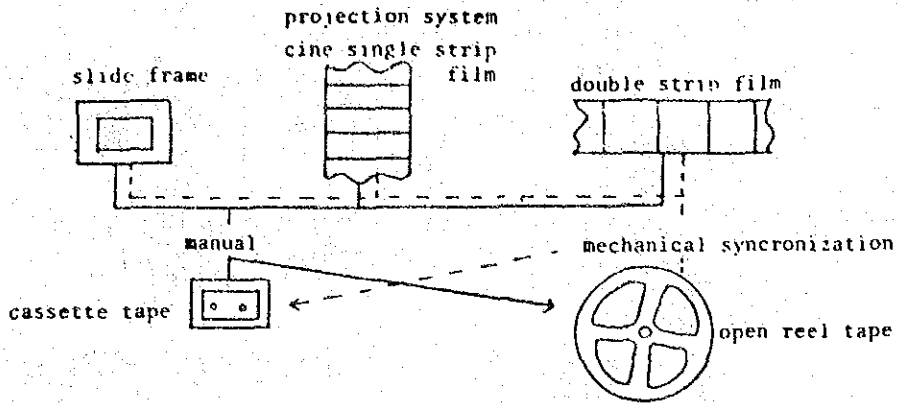 projection system
cine single strip
film
slide frame
double strip film
manual
mechanical syncronization
cassette tape
open reel tape